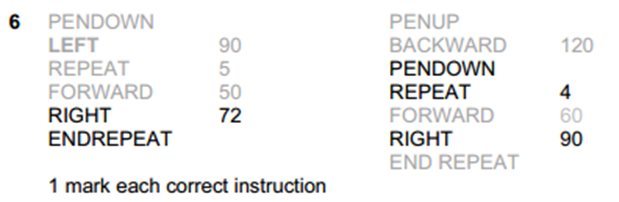 6 PENDOWN
LEFT 90
REPEAT 5
FORWARD 50
RIGHT 72
ENDREPEAT
PENUP
BACKWARD 120
PENDOWN
REPEAT 4
FORWARD 60
RIGHT 90
END REPEAT
1 mark each correct instruction